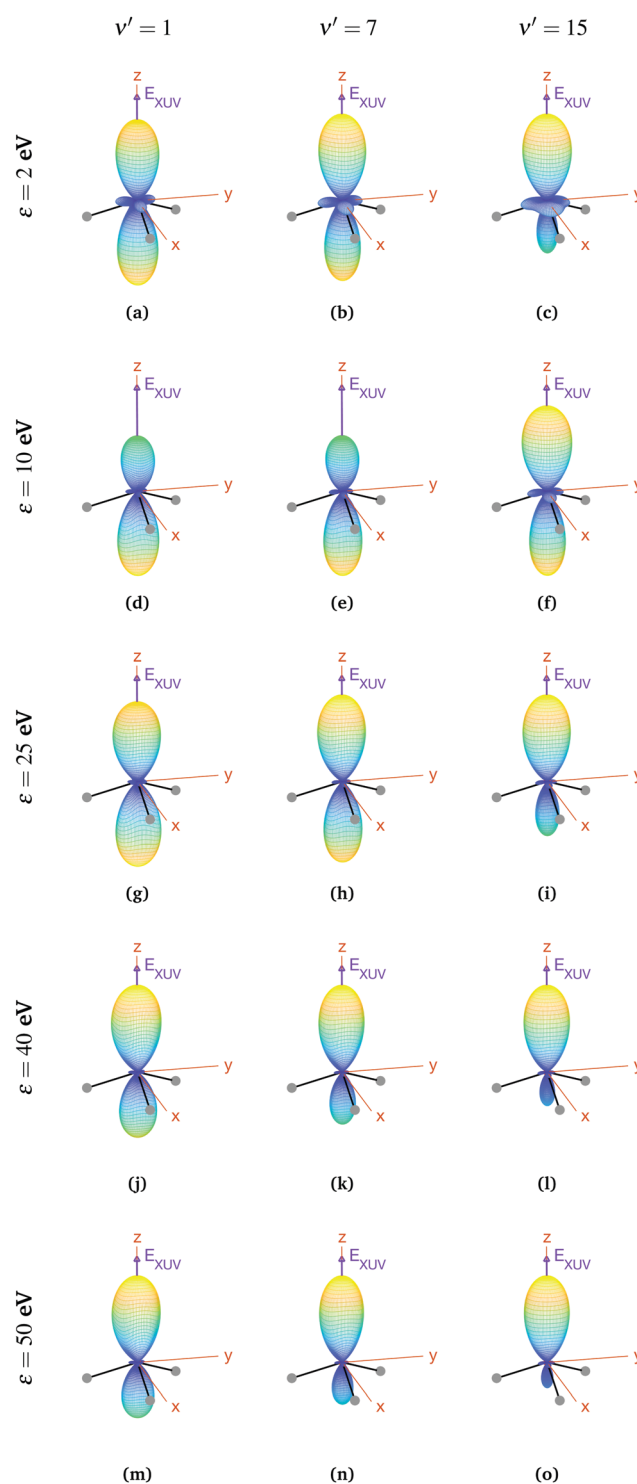 ν′ = 1 ν′ = 7 ν′ = 15
ε = 2 eV
z E_XUV y x
z E_XUV y x
z E_XUV y x
(a) (b) (c)
ε = 10 eV
z E_XUV y x
z E_XUV y x
z E_XUV y x
(d) (e) (f)
ε = 25 eV
z E_XUV y x
z E_XUV y x
z E_XUV y x
(g) (h) (i)
ε = 40 eV
z E_XUV y x
z E_XUV y x
z E_XUV y x
(j) (k) (l)
ε = 50 eV
z E_XUV y x
z E_XUV y x
z E_XUV y x
(m) (n) (o)